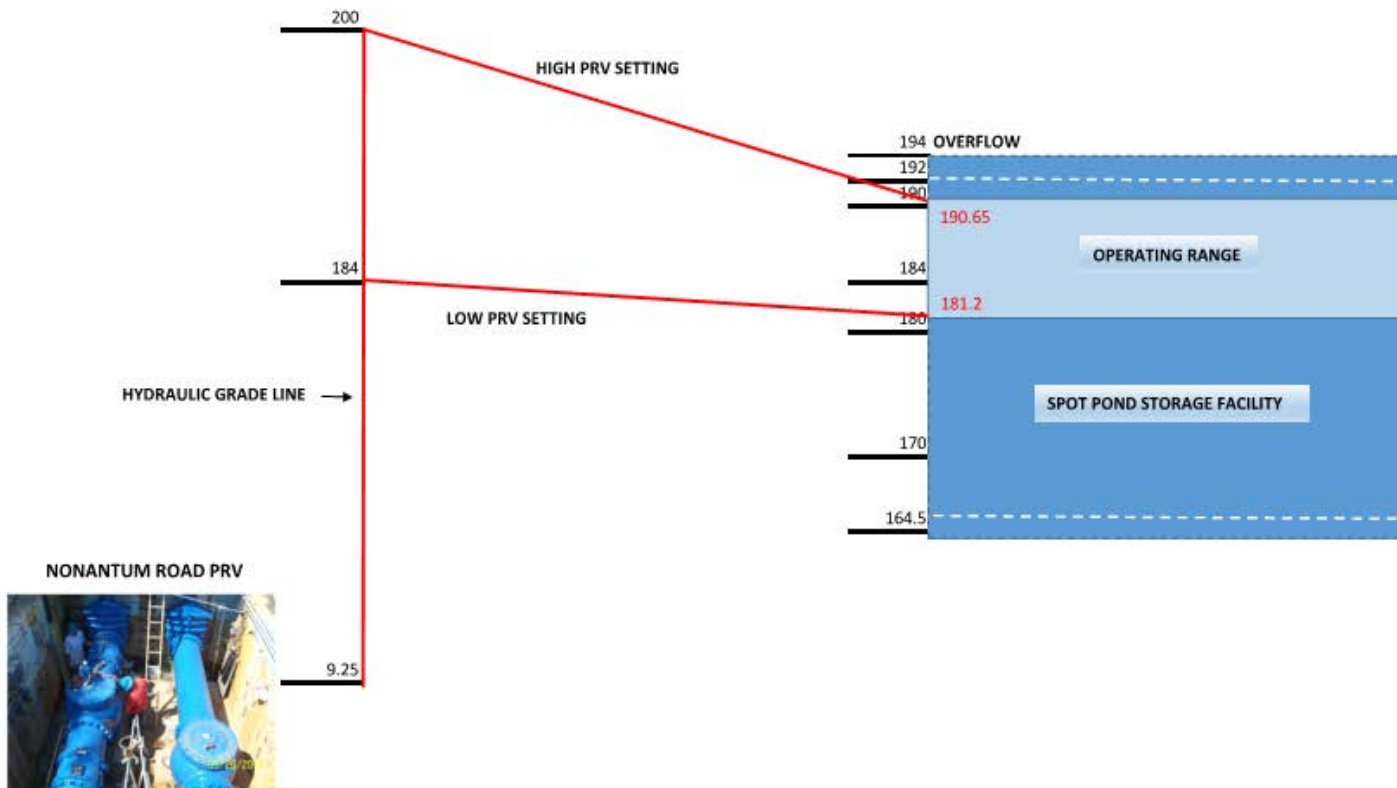 200
HIGH PRV SETTING
194 OVERFLOW
192
190
190.65
OPERATING RANGE
184
184
181.2
LOW PRV SETTING
180
HYDRAULIC GRADE LINE
SPOT POND STORAGE FACILITY
170
164.5
NONANTUM ROAD PRV
9.25